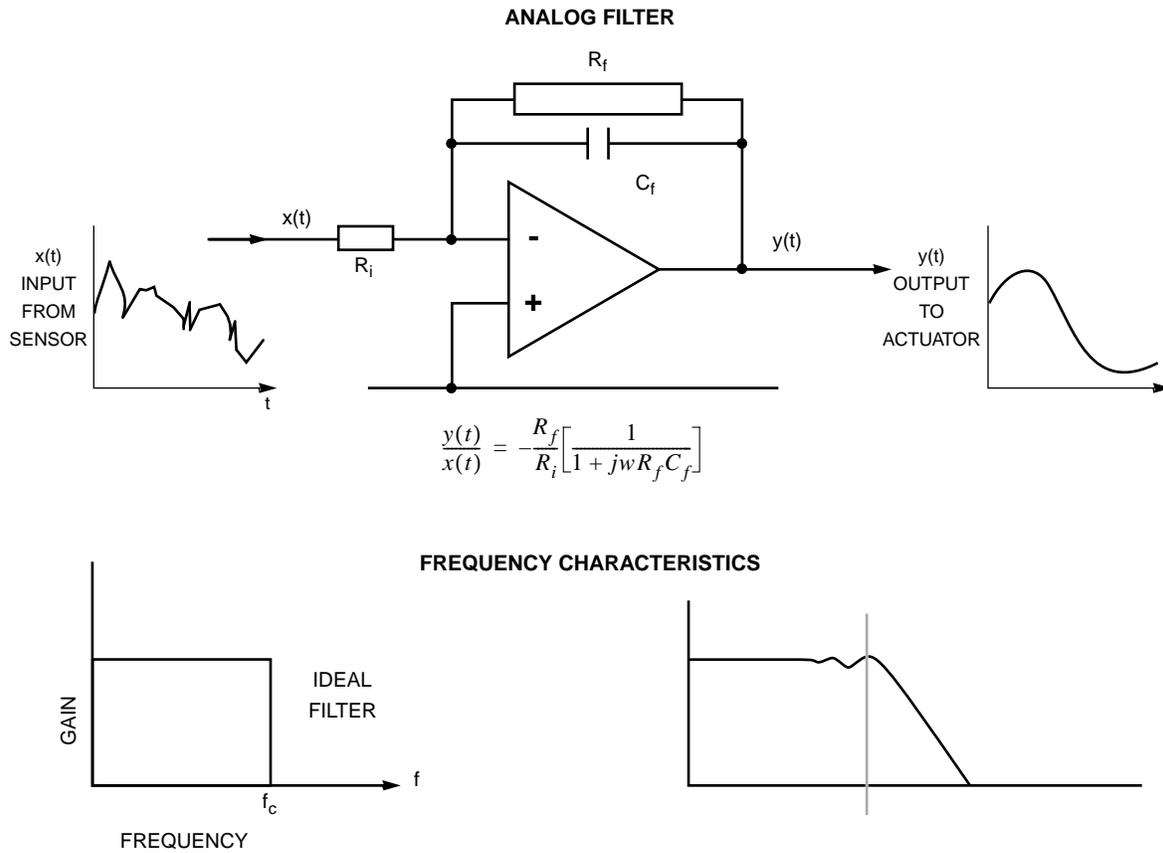 ANALOG FILTER
R_f
C_f
x(t)
R_i
-
+
y(t)
x(t)
INPUT
FROM
SENSOR
t
y(t)
OUTPUT
TO
ACTUATOR
y(t)/x(t) = -R_f/R_i[1/(1 + jwR_fC_f)]
FREQUENCY CHARACTERISTICS
GAIN
IDEAL
FILTER
f
f_c
FREQUENCY